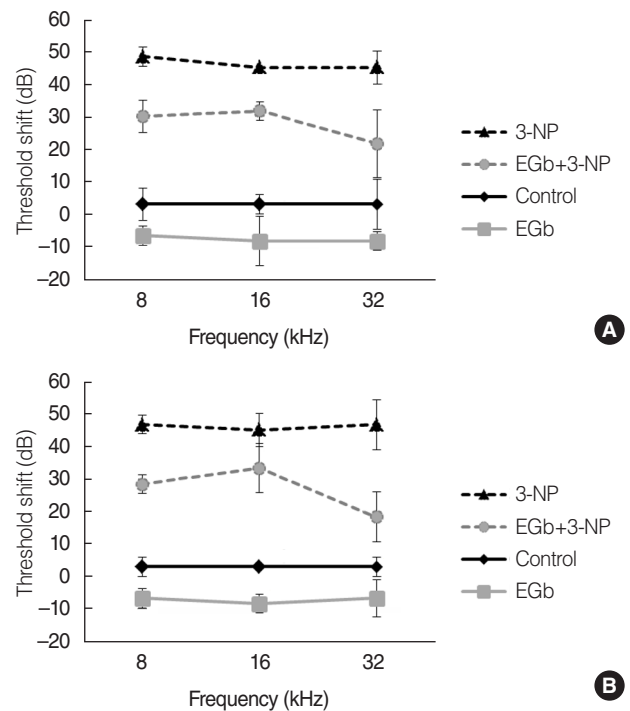 60
50
40
30
20
10
0
–10
–20
Threshold shift (dB)
8 16 32
Frequency (kHz)
3-NP
EGb+3-NP
Control
EGb
A
60
50
40
30
20
10
0
–10
–20
Threshold shift (dB)
8 16 32
Frequency (kHz)
3-NP
EGb+3-NP
Control
EGb
B